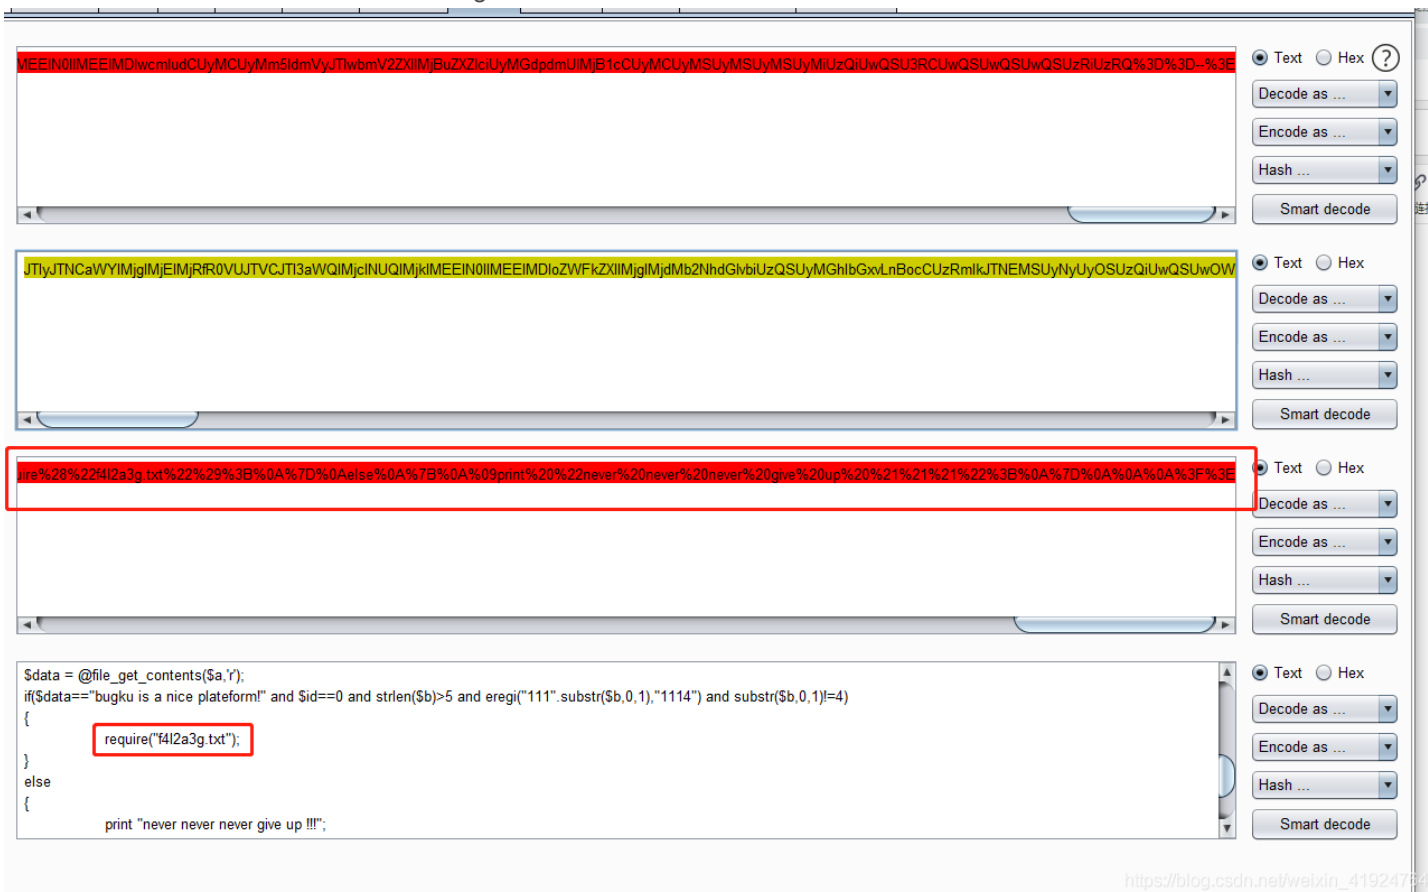 MEElN0IlMEElMDlwcmludCUyMCUyMm5ldmVyJTIwbmV2ZXIlMjBuZXZlciUyMGdpdmUlMjB1cCUyMCUyMSUyMSUyMSUyMiUzQiUwQSU3RCUwQSUwQSUwQSUzRiUzRQ%3D%3D--%3E
Text
Hex
?
Decode as ...
Encode as ...
Hash ...
Smart decode
JTIyJTNCaWYlMjglMjElMjRfR0VUJTVCJTI3aWQlMjclNUQlMjklMEElN0IlMEElMDloZWFkZXIlMjglMjdMb2NhdGlvbiUzQSUyMGhlbGxvLnBocCUzRmlkJTNEMSUyNyUyOSUzQiUwQSUwOW
Text
Hex
Decode as ...
Encode as ...
Hash ...
Smart decode
uire%28%22f4l2a3g.txt%22%29%3B%0A%7D%0Aelse%0A%7B%0A%09print%20%22never%20never%20never%20give%20up%20%21%21%21%22%3B%0A%7D%0A%0A%0A%3F%3E
Text
Hex
Decode as ...
Encode as ...
Hash ...
Smart decode
$data = @file_get_contents($a,'r');
if($data=="bugku is a nice plateform!" and $id==0 and strlen($b)>5 and eregi("111".substr($b,0,1),"1114") and substr($b,0,1)!=4)
{
require("f4l2a3g.txt");
}
else
{
print "never never never give up !!!";
Text
Hex
Decode as ...
Encode as ...
Hash ...
Smart decode